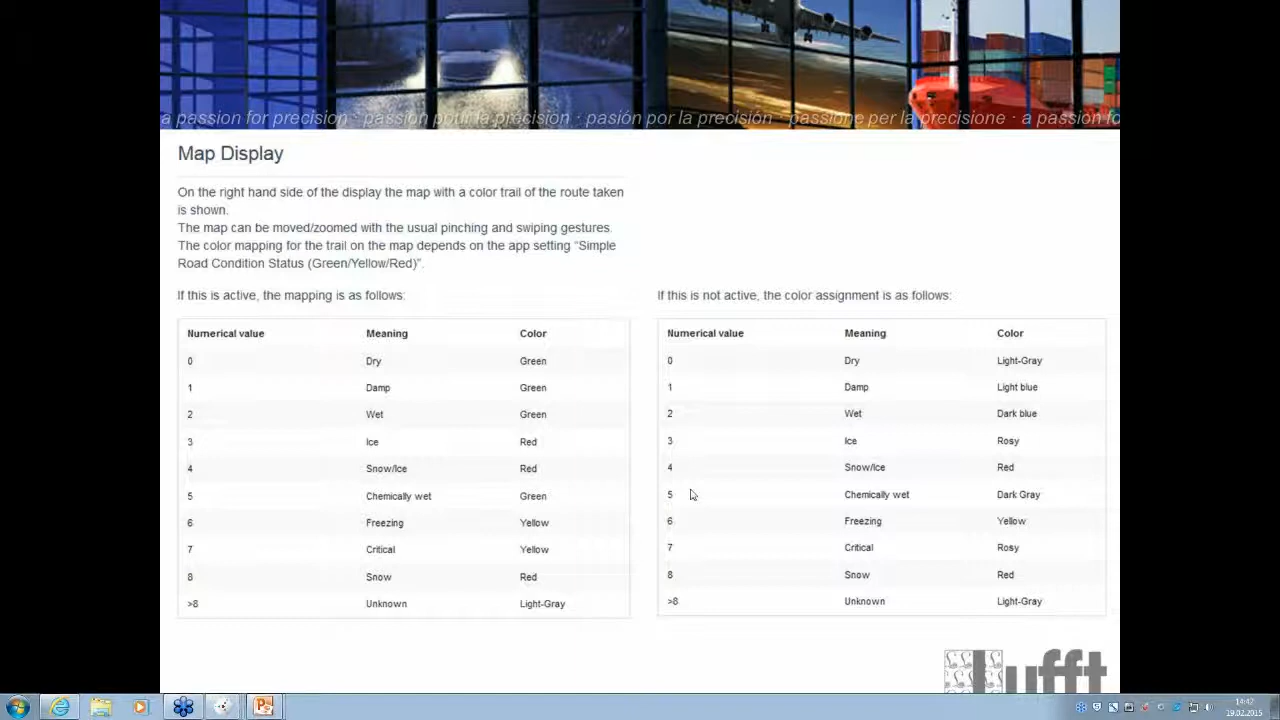 a passion for precision · passion pour la précision · pasión por la precisión · passione per la precisione · a passion fo
Map Display
On the right hand side of the display the map with a color trail of the route taken
is shown.
The map can be moved/zoomed with the usual pinching and swiping gestures.
The color mapping for the trail on the map depends on the app setting “Simple
Road Condition Status (Green/Yellow/Red)”.
If this is active, the mapping is as follows:
Numerical value Meaning Color
0 Dry Green
1 Damp Green
2 Wet Green
3 Ice Red
4 Snow/Ice Red
5 Chemically wet Green
6 Freezing Yellow
7 Critical Yellow
8 Snow Red
>8 Unknown Light-Gray
If this is not active, the color assignment is as follows:
Numerical value Meaning Color
0 Dry Light-Gray
1 Damp Light blue
2 Wet Dark blue
3 Ice Rosy
4 Snow/Ice Red
5 Chemically wet Dark Gray
6 Freezing Yellow
7 Critical Rosy
8 Snow Red
>8 Unknown Light-Gray
lufft
14:47
19.02.2015